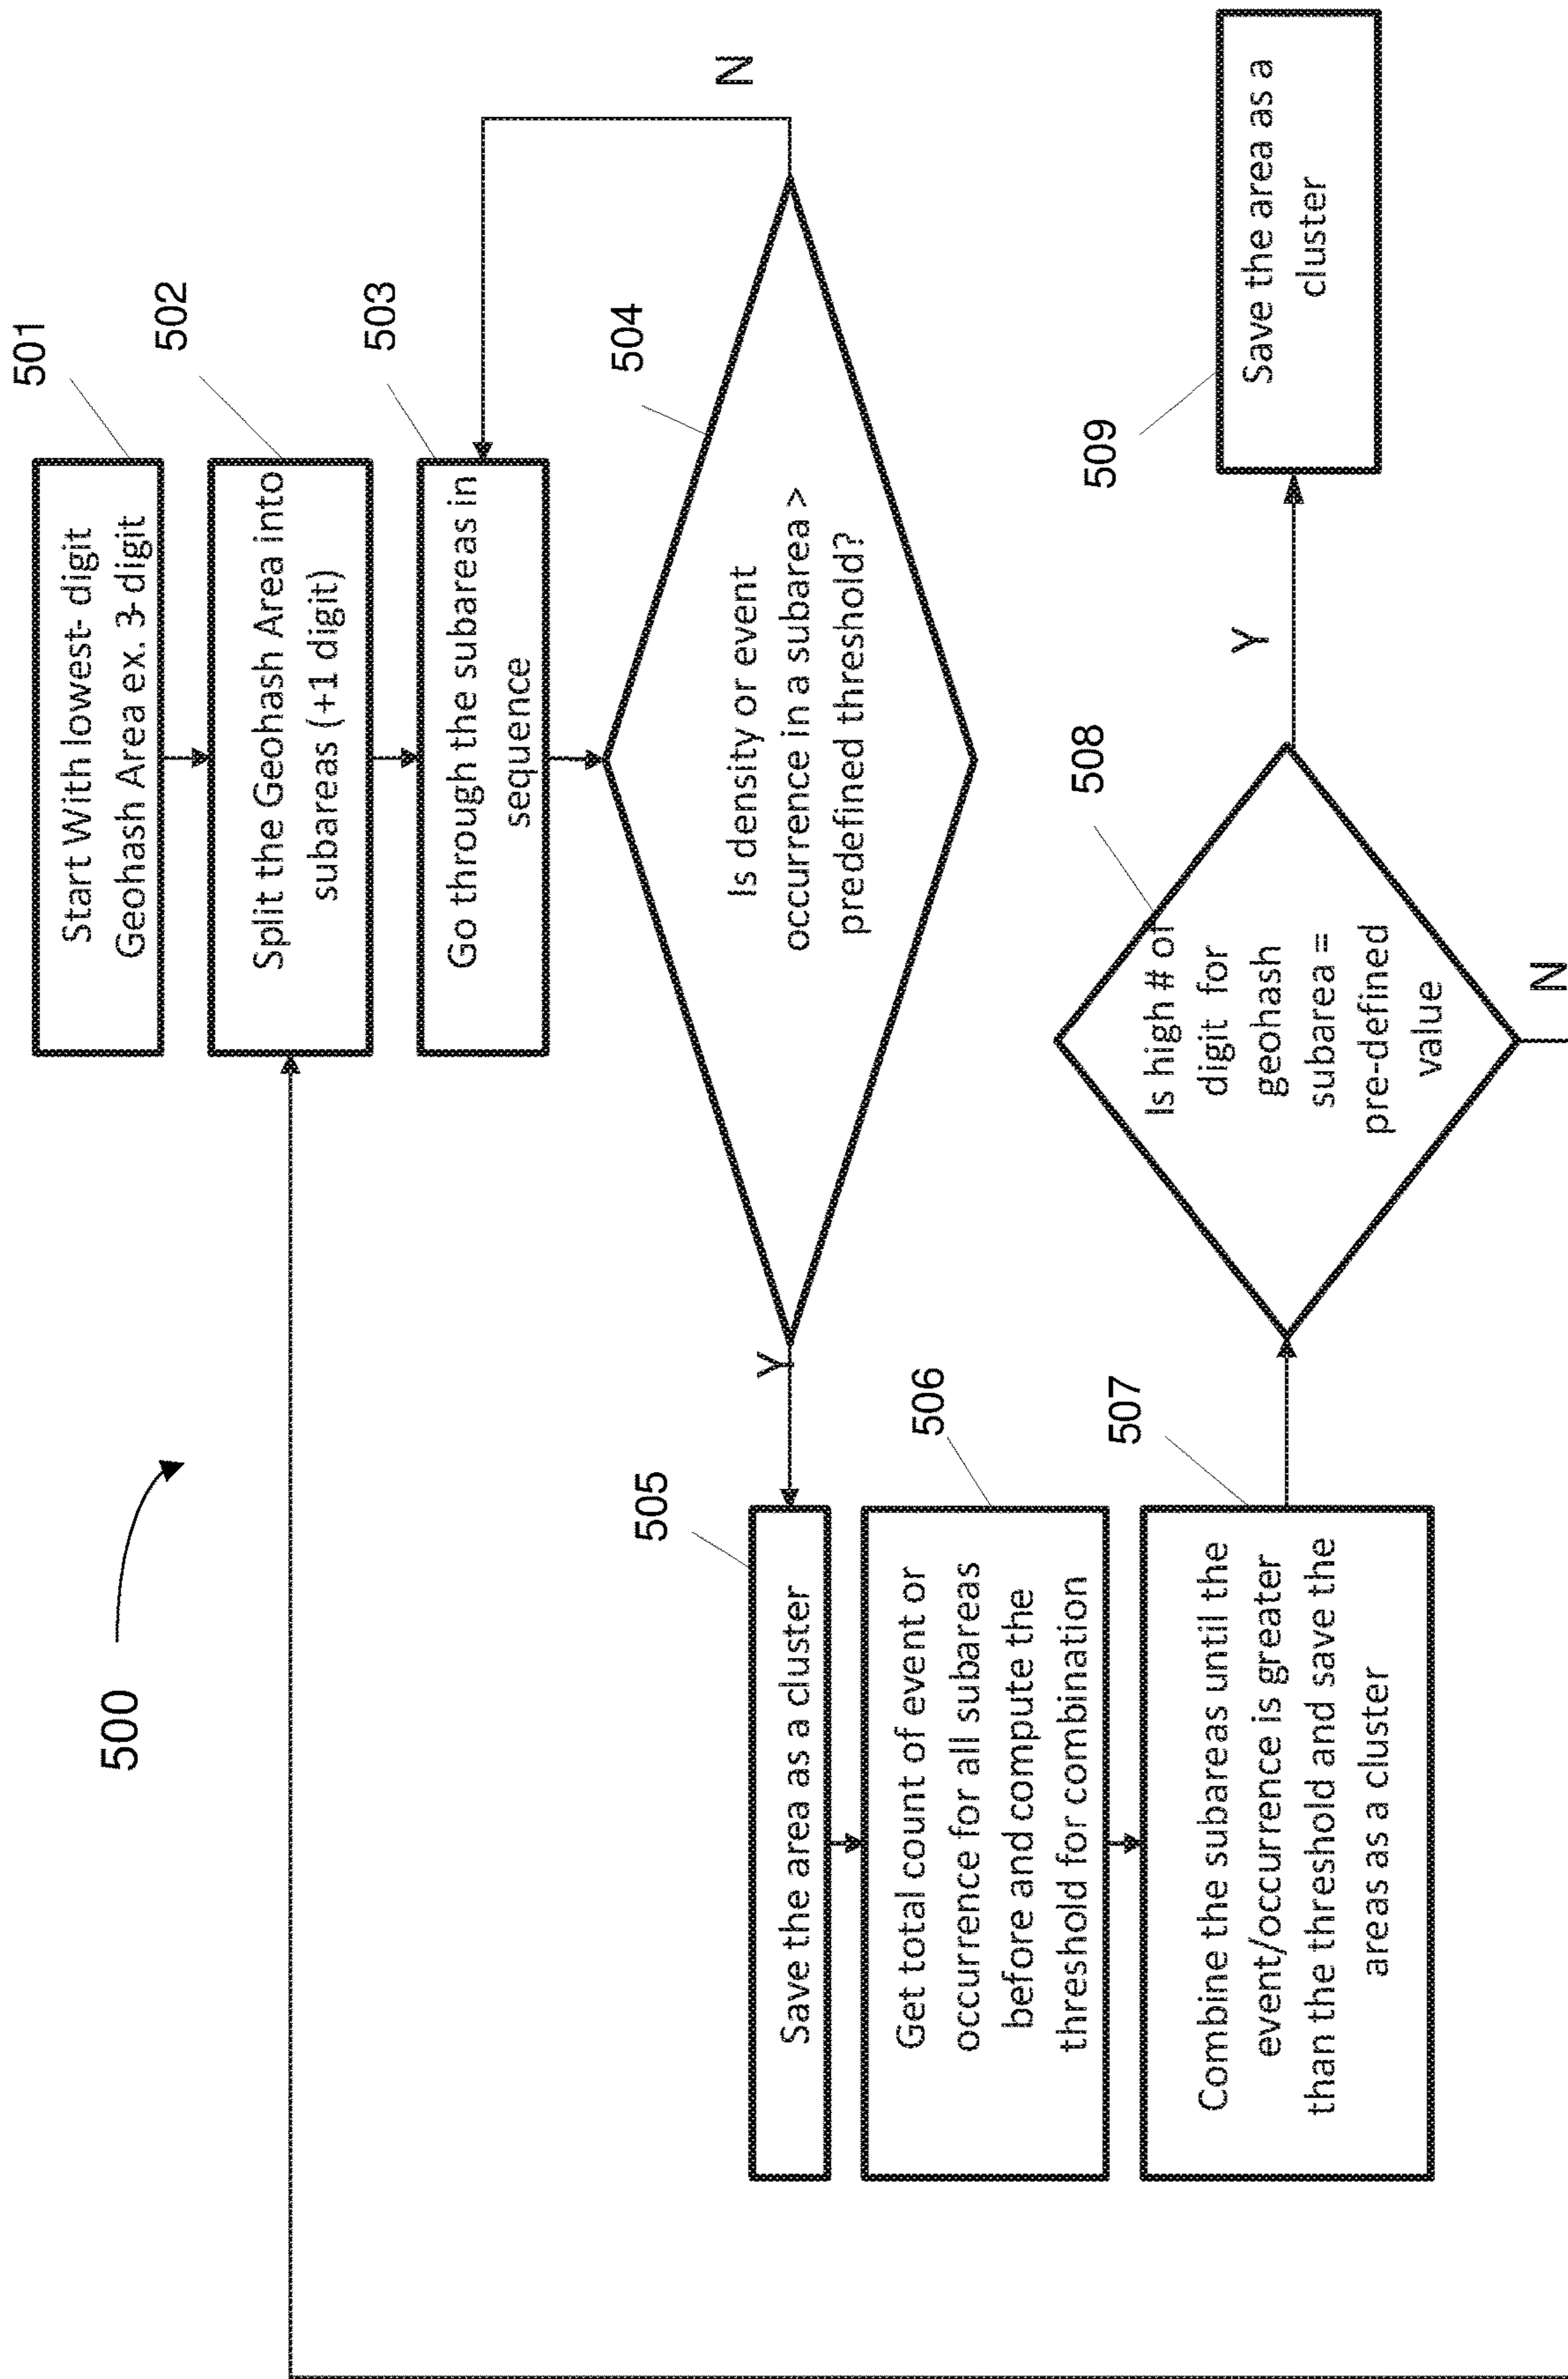 500
501
Start With lowest- digit
Geohash Area ex. 3-digit
502
Split the Geohash Area into
subareas (+1 digit)
503
Go through the subareas in
sequence
504
Is density or event
occurrence in a subarea >
predefined threshold?
N
Y
505
Save the area as a cluster
506
Get total count of event or
occurrence for all subareas
before and compute the
threshold for combination
507
Combine the subareas until the
event/occurrence is greater
than the threshold and save the
areas as a cluster
508
Is high # of
digit for
geohash
subarea =
pre-defined
value
Y
N
509
Save the area as a
cluster